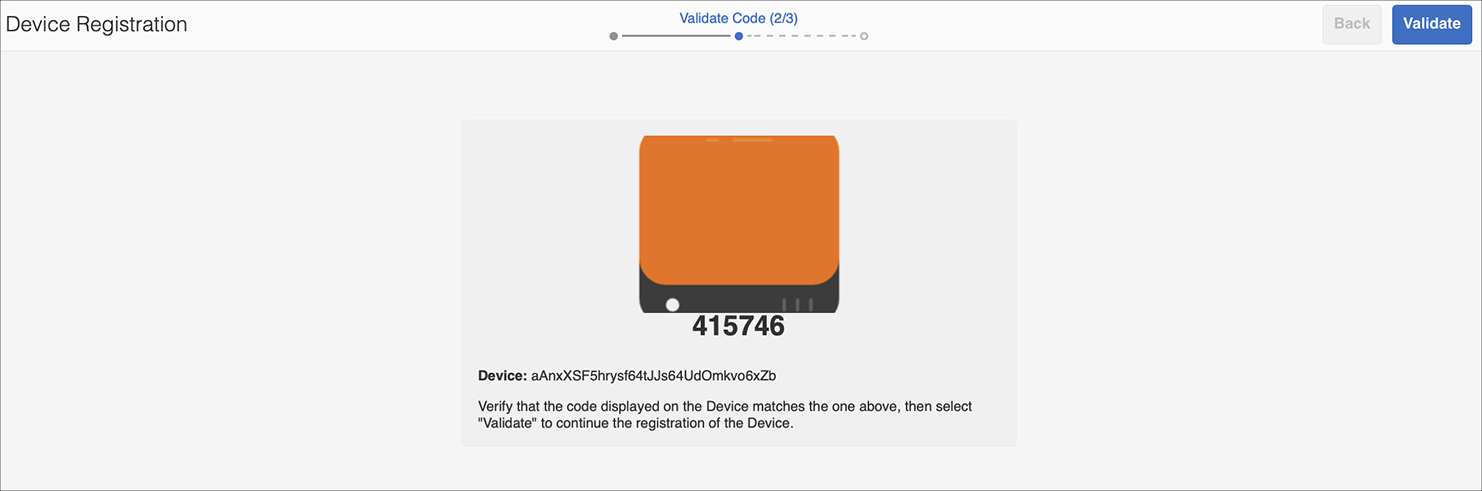 Device Registration
Validate Code (2/3)
Back
Validate
415746
Device: aAnxXSF5hrysf64tJJs64UdOmkvo6xZb
Verify that the code displayed on the Device matches the one above, then select
"Validate" to continue the registration of the Device.